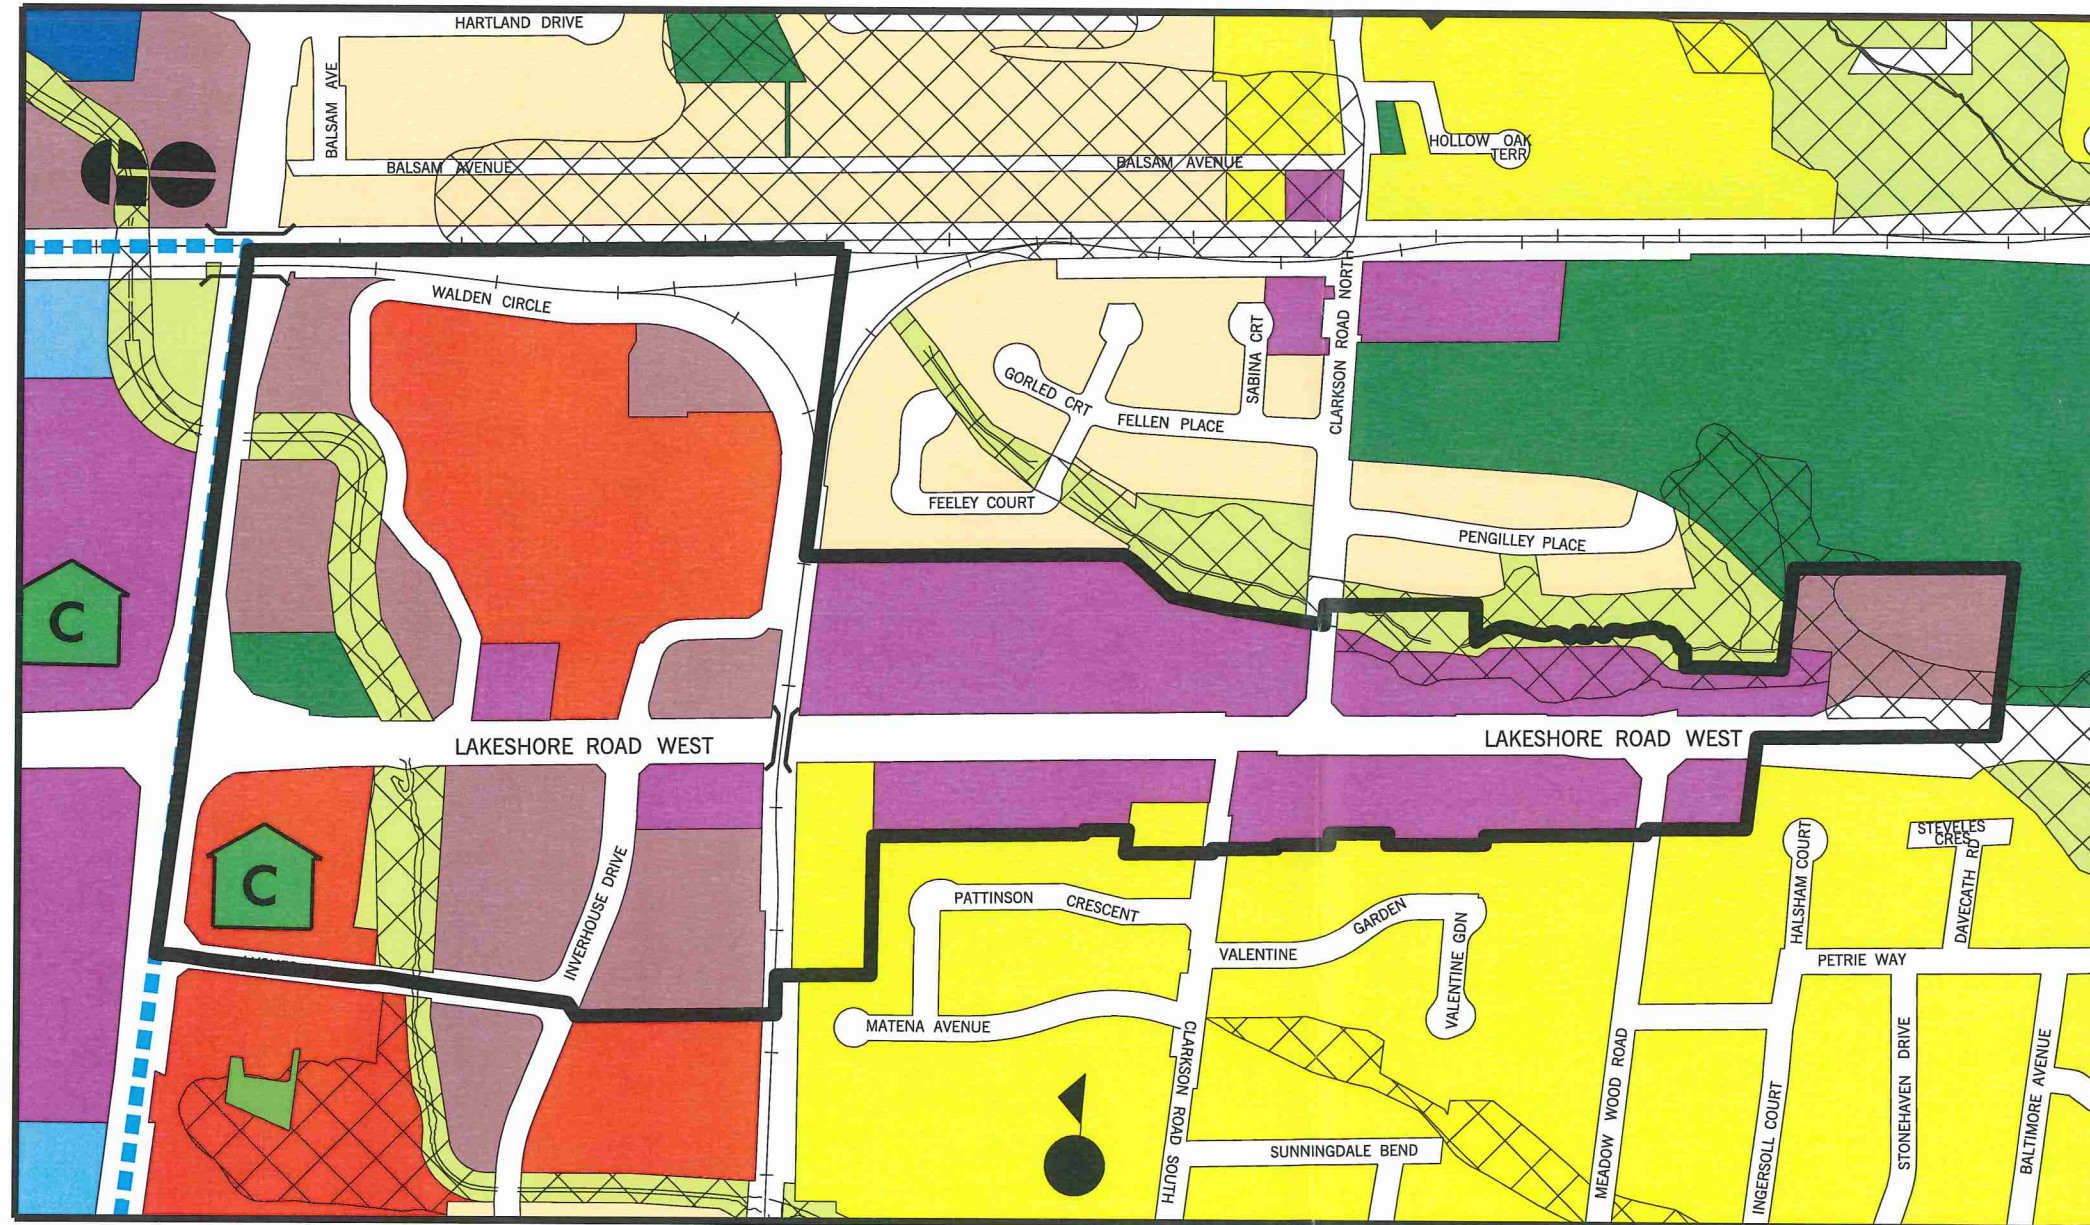 HARTLAND DRIVE
BALSAM AVE
BALSAM AVENUE
BALSAM AVENUE
HOLLOW OAK
TERR
WALDEN CIRCLE
CLARKSON ROAD NORTH
SABINA CRT
GORLED CRT
FELLEN PLACE
FEELEY COURT
PENGILLEY PLACE
C
LAKESHORE ROAD WEST
LAKESHORE ROAD WEST
C
INVERHOUSE DRIVE
PATTINSON CRESCENT
VALENTINE GARDEN
VALENTINE GDN
HALSHAM COURT
STEVELES
CRES
DAVECATH RD
PETRIE WAY
MATENA AVENUE
CLARKSON ROAD SOUTH
MEADOW WOOD ROAD
INGERSOLL COURT
STONEHAVEN DRIVE
BALTIMORE AVENUE
SUNNINGDALE BEND